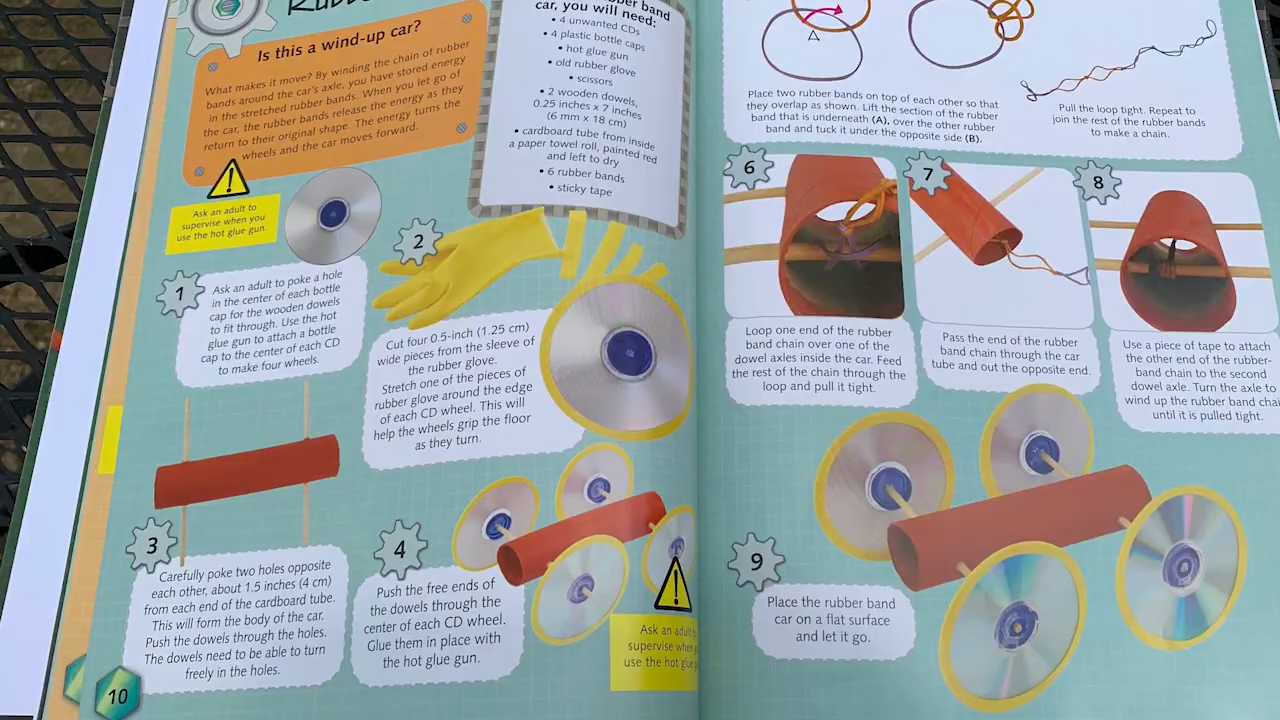 Is this a wind-up car?
What makes it move? By winding the chain of rubber
bands around the car's axle, you have stored energy
in the stretched rubber bands. When you let go of
the car, the rubber bands release the energy as they
return to their original shape. The energy turns the
wheels and the car moves forward.
Ask an adult to
supervise when you
use the hot glue gun.
band
car, you will need:
• 4 unwanted CDs
• 4 plastic bottle caps
• hot glue gun
• old rubber glove
• scissors
• 2 wooden dowels,
0.25 inches x 7 inches
(6 mm x 18 cm)
• cardboard tube from inside
a paper towel roll, painted red
and left to dry
• 6 rubber bands
• sticky tape
1
Ask an adult to poke a hole
in the center of each bottle
cap for the wooden dowels
to fit through. Use the hot
glue gun to attach a bottle
cap to the center of each CD
to make four wheels.
2
Cut four 0.5-inch (1.25 cm)
wide pieces from the sleeve of
the rubber glove.
Stretch one of the pieces of
rubber glove around the edge
of each CD wheel. This will
help the wheels grip the floor
as they turn.
3
Carefully poke two holes opposite
each other, about 1.5 inches (4 cm)
from each end of the cardboard tube.
This will form the body of the car.
Push the dowels through the holes.
The dowels need to be able to turn
freely in the holes.
4
Push the free ends of
the dowels through the
center of each CD wheel.
Glue them in place with
the hot glue gun.
Ask an adult
supervise when
use the hot glue
10
A
Place two rubber bands on top of each other so that
they overlap as shown. Lift the section of the rubber
band that is underneath (A), over the other rubber
band and tuck it under the opposite side (B).
Pull the loop tight. Repeat to
join the rest of the rubber bands
to make a chain.
6
Loop one end of the rubber
band chain over one of the
dowel axles inside the car. Feed
the rest of the chain through the
loop and pull it tight.
7
Pass the end of the rubber
band chain through the car
tube and out the opposite end.
8
Use a piece of tape to attach
the other end of the rubber-
band chain to the second
dowel axle. Turn the axle to
wind up the rubber band chai
until it is pulled tight.
9
Place the rubber band
car on a flat surface
and let it go.